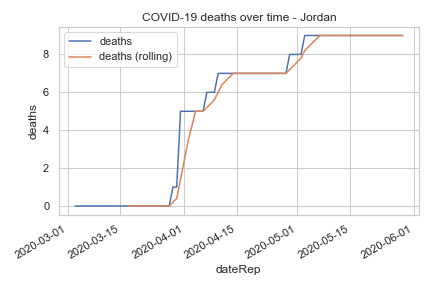 COVID-19 deaths over time - Jordan
deaths
deaths (rolling)
deaths
8
6
4
2
0
2020-03-01
2020-03-15
2020-04-01
2020-04-15
2020-05-01
2020-05-15
2020-06-01
dateRep